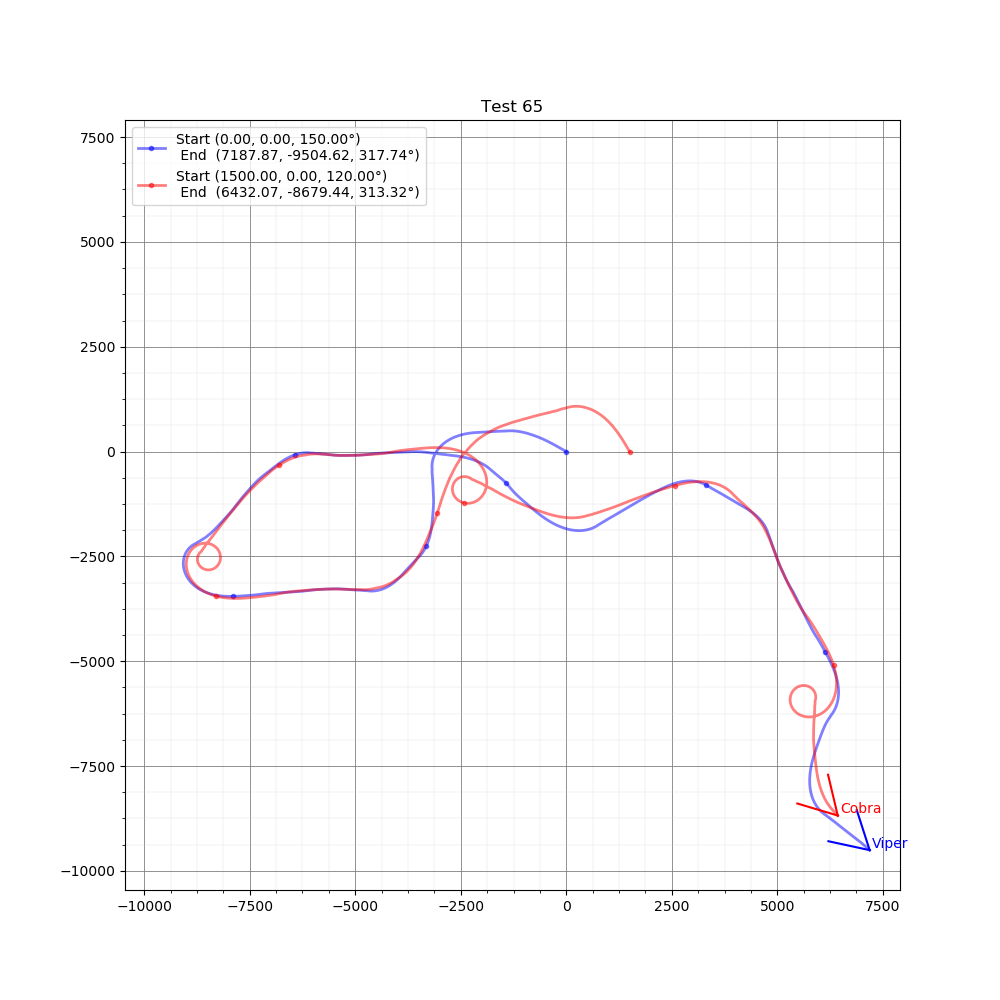 Test 65
Start (0.00, 0.00, 150.00°)
End (7187.87, -9504.62, 317.74°)
Start (1500.00, 0.00, 120.00°)
End (6432.07, -8679.44, 313.32°)
7500
5000
2500
0
−2500
−5000
−7500
−10000
Cobra
Viper
−10000 −7500 −5000 −2500 0 2500 5000 7500